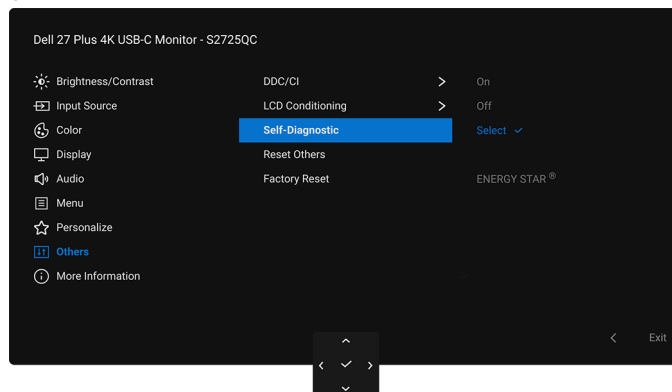 Dell 27 Plus 4K USB-C Monitor - S2725QC
Brightness/Contrast DDC/CI On
Input Source LCD Conditioning Off
Color Self-Diagnostic Select
Display Reset Others
Audio Factory Reset ENERGY STAR ®
Menu
Personalize
Others
More Information
Exit